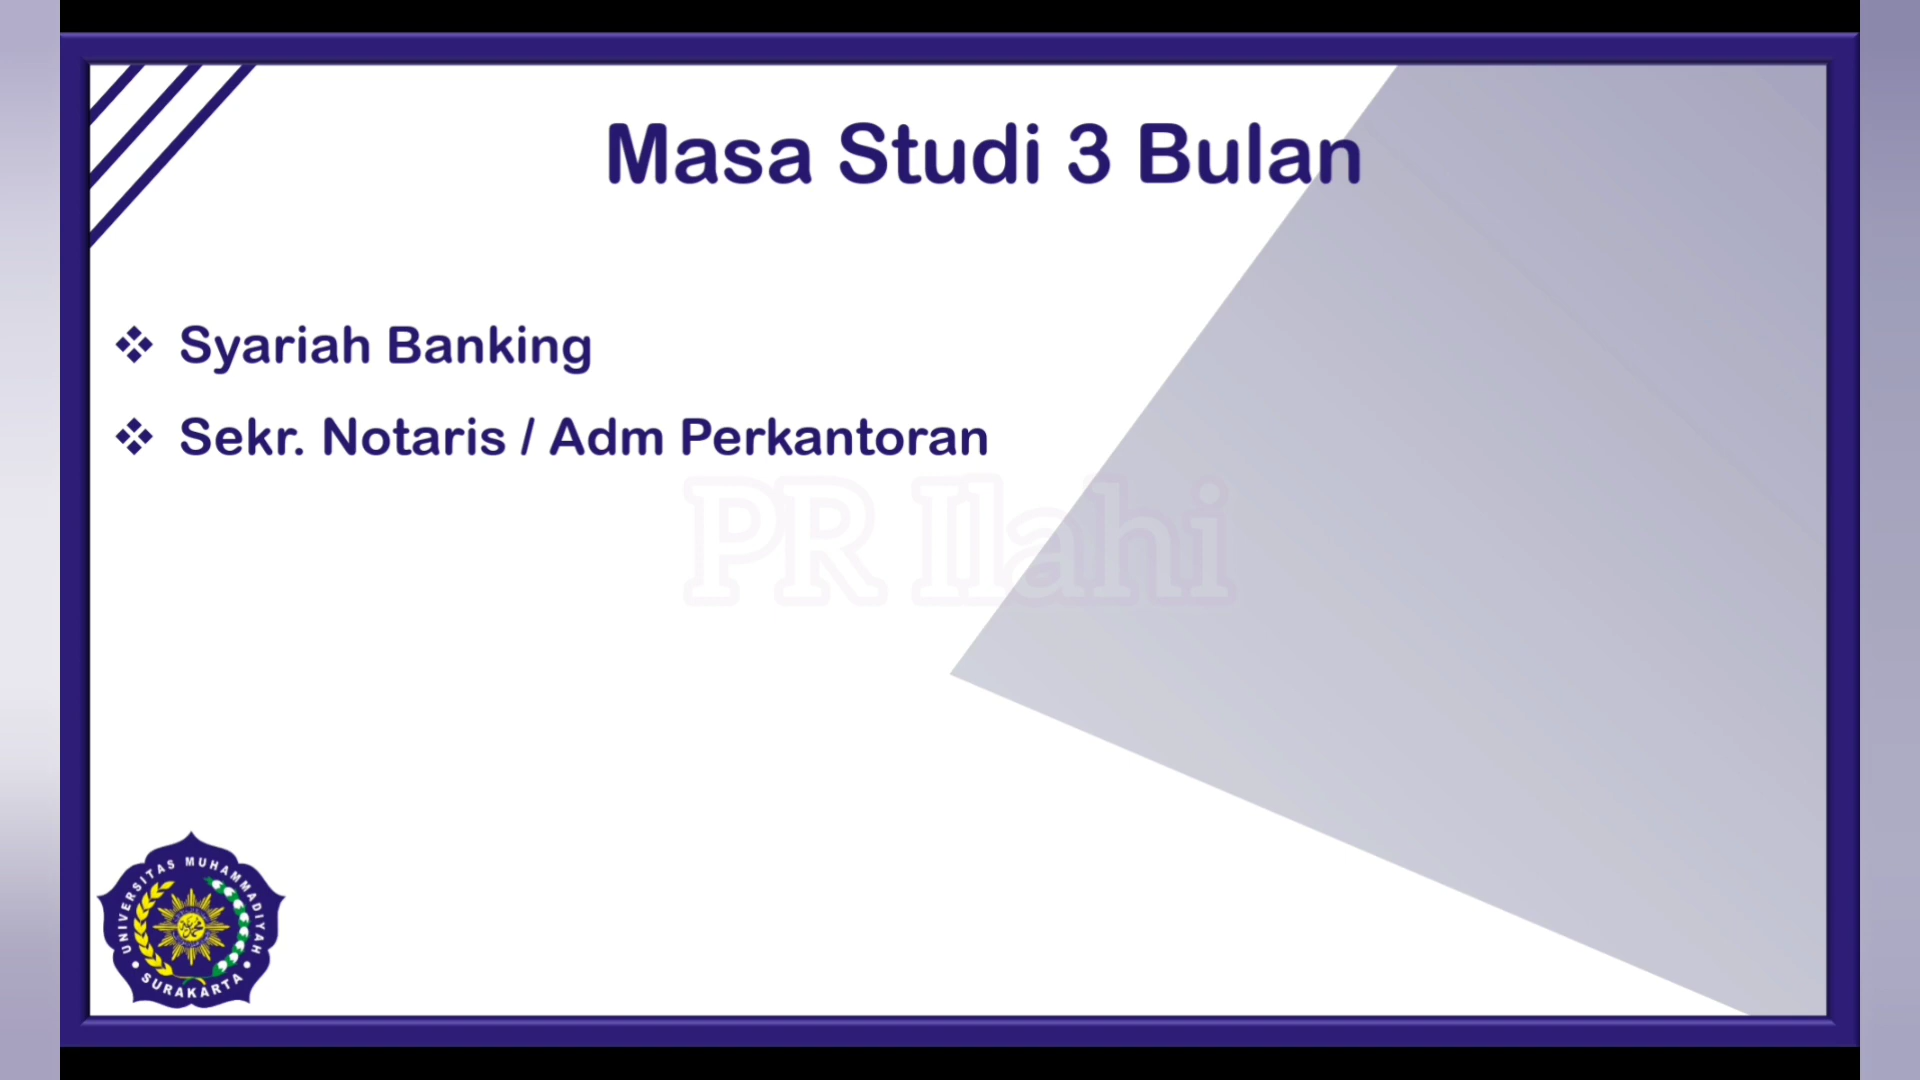 Masa Studi 3 Bulan
❖ Syariah Banking
❖ Sekr. Notaris / Adm Perkantoran
PR Ilahi
UNIVERSITAS MUHAMMADIYAH
SURAKARTA